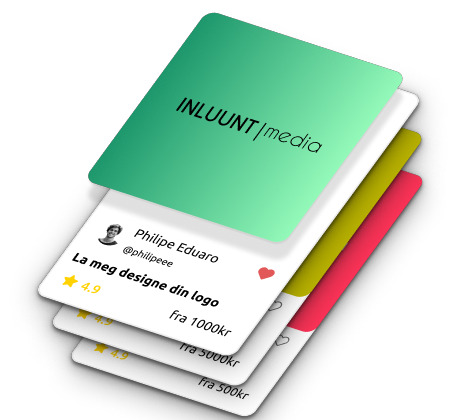 INLUUNT|media
Philipe Eduaro
@philipeee
La meg designe din logo
4.9
fra 1000kr
4.9
fra 5000kr
4.9
fra 500kr